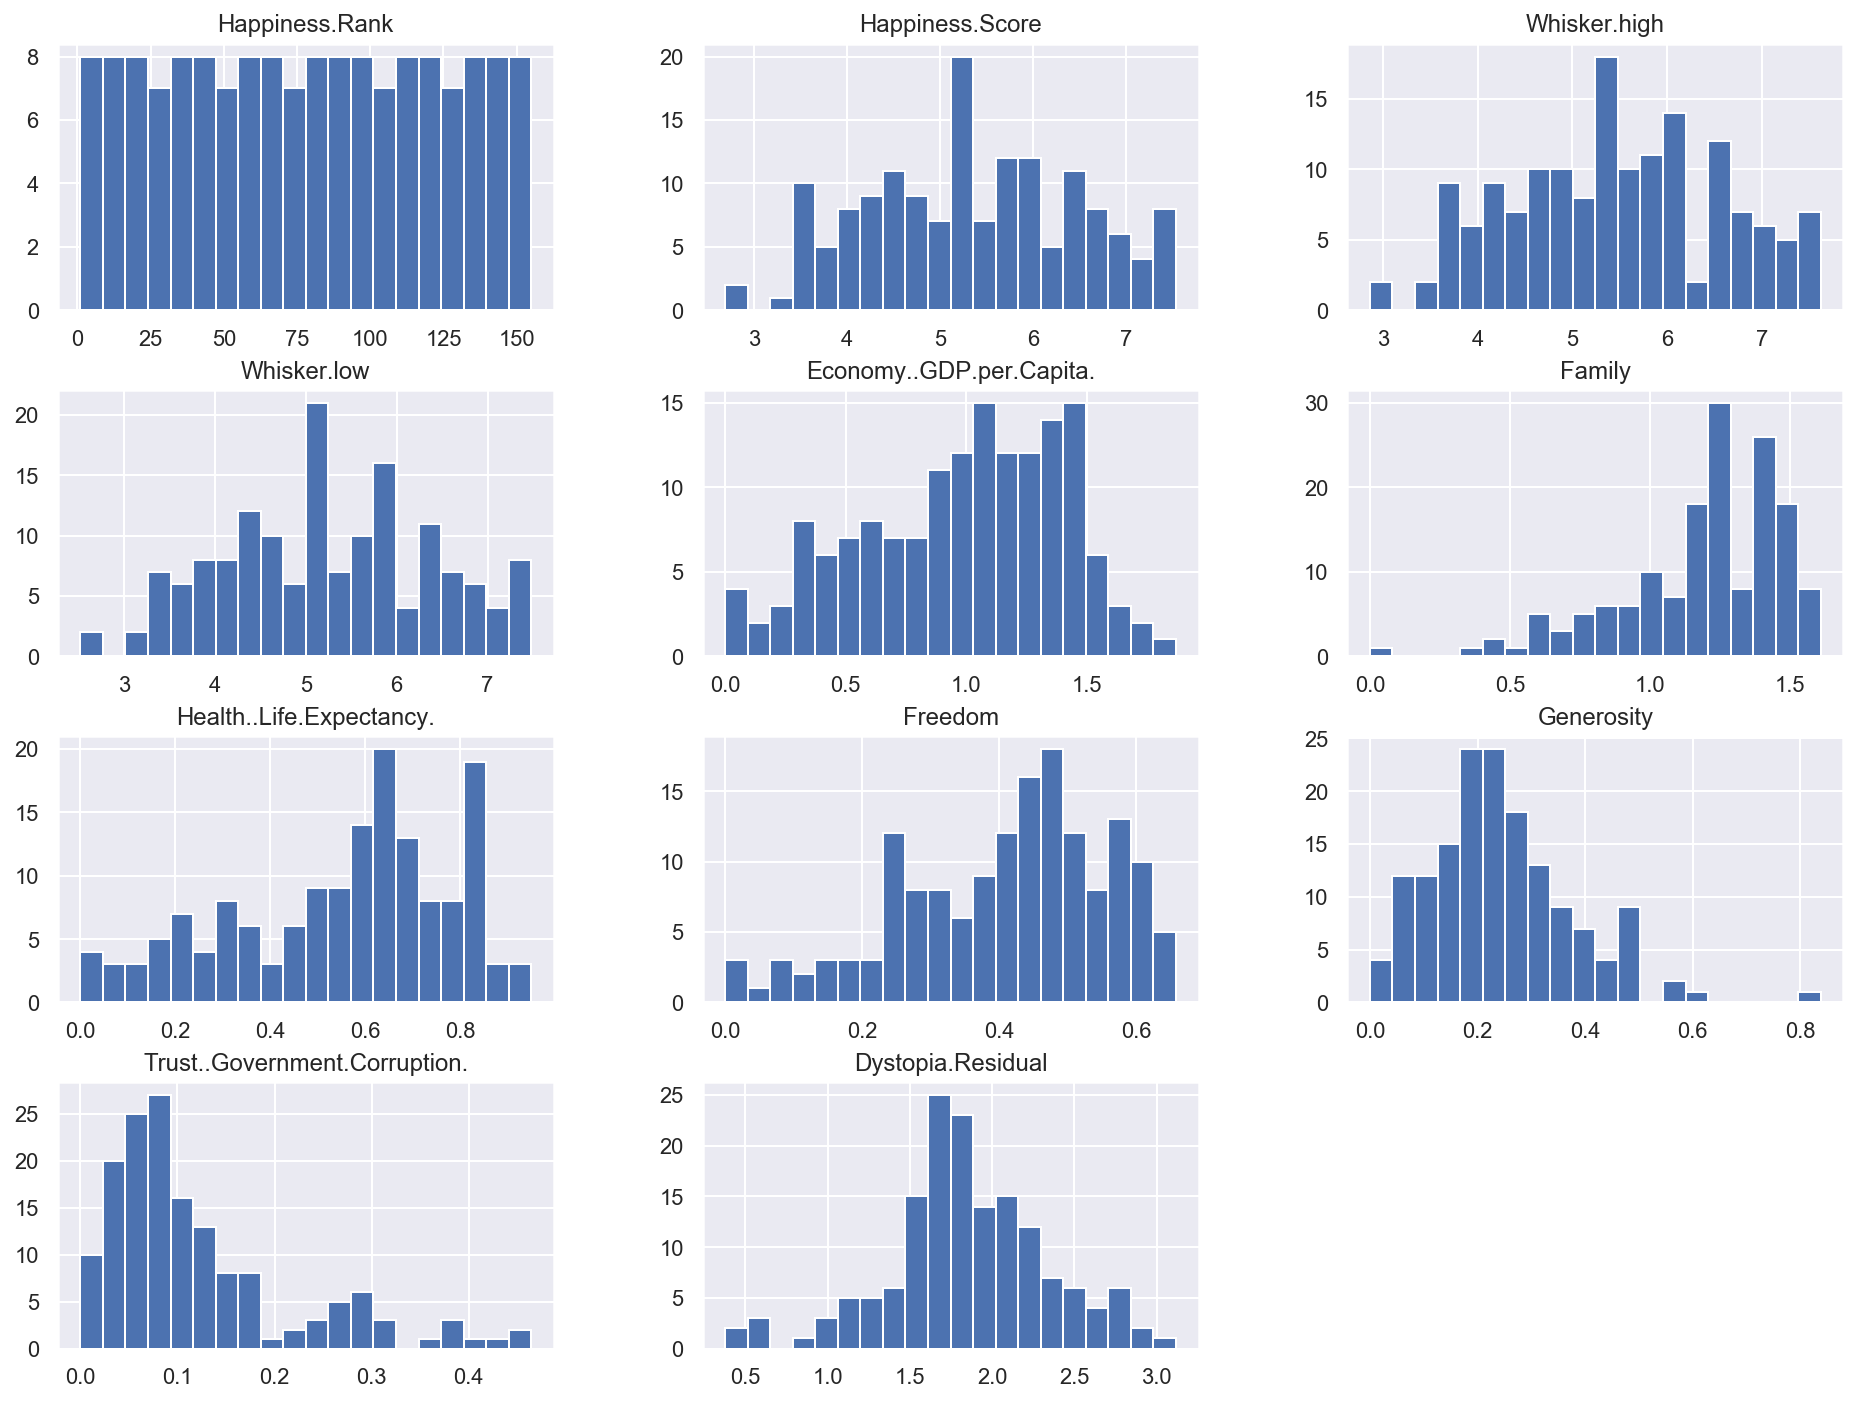 Happiness.Rank
8
6
4
2
0
0 25 50 75 100 125 150
Happiness.Score
20
15
10
5
0
3 4 5 6 7
Whisker.high
15
10
5
0
3 4 5 6 7
Whisker.low
20
15
10
5
0
3 4 5 6 7
Economy..GDP.per.Capita.
15
10
5
0
0.0 0.5 1.0 1.5
Family
30
20
10
0
0.0 0.5 1.0 1.5
Health..Life.Expectancy.
20
15
10
5
0
0.0 0.2 0.4 0.6 0.8
Freedom
15
10
5
0
0.0 0.2 0.4 0.6
Generosity
25
20
15
10
5
0
0.0 0.2 0.4 0.6 0.8
Trust..Government.Corruption.
25
20
15
10
5
0
0.0 0.1 0.2 0.3 0.4
Dystopia.Residual
25
20
15
10
5
0
0.5 1.0 1.5 2.0 2.5 3.0